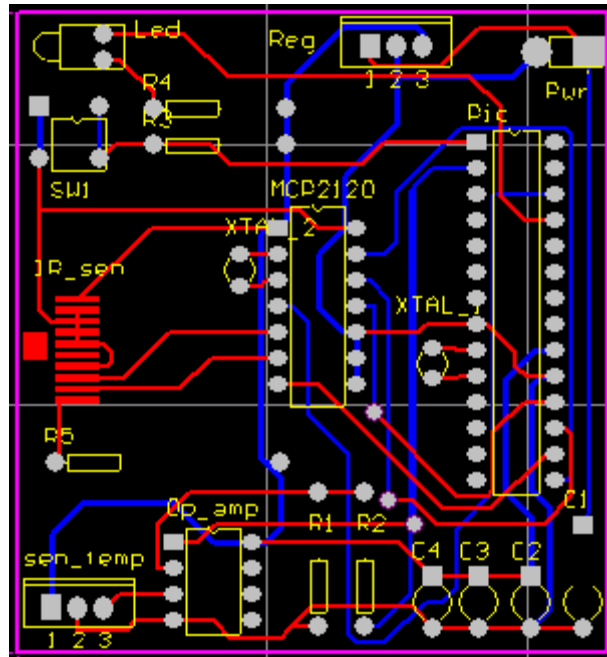 Led
Reg
1 2 3
Pwr
R4
R3
Pic
SW1
MCP2120
XTAL_2
IR_sen
XTAL_1
R5
Op_amp
R1
R2
C1
C4
C3
C2
sen_temp
1 2 3